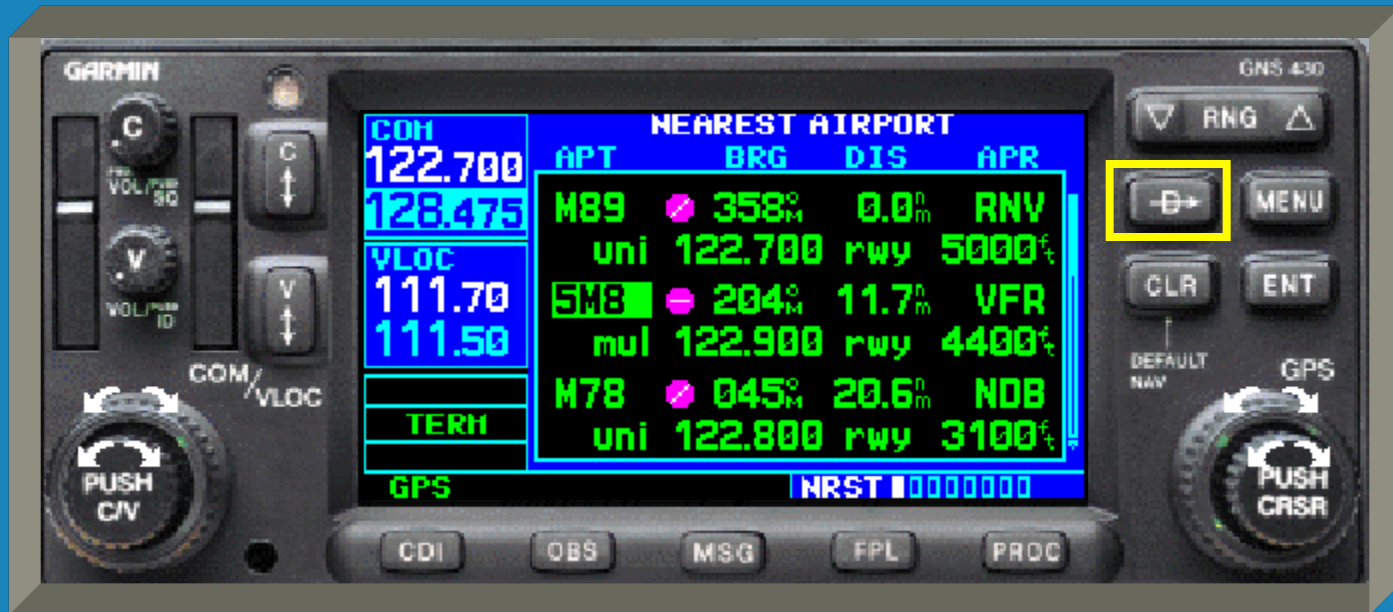 GARMIN
GNS 430
C
C
VOL/PUSH SQ
V
V
VOL/PUSH ID
COM/VLOC
PUSH
C/V
COM
122.700
128.475
VLOC
111.70
111.50
TERM
GPS
NEAREST AIRPORT
APT BRG DIS APR
M89 358°M 0.0nm RNV
uni 122.700 rwy 5000ft
5M8 204°M 11.7nm VFR
mul 122.900 rwy 4400ft
M78 045°M 20.6nm NDB
uni 122.800 rwy 3100ft
NRST
RNG
D
MENU
CLR
ENT
DEFAULT
NAV
GPS
PUSH
CRSR
CDI
OBS
MSG
FPL
PROC